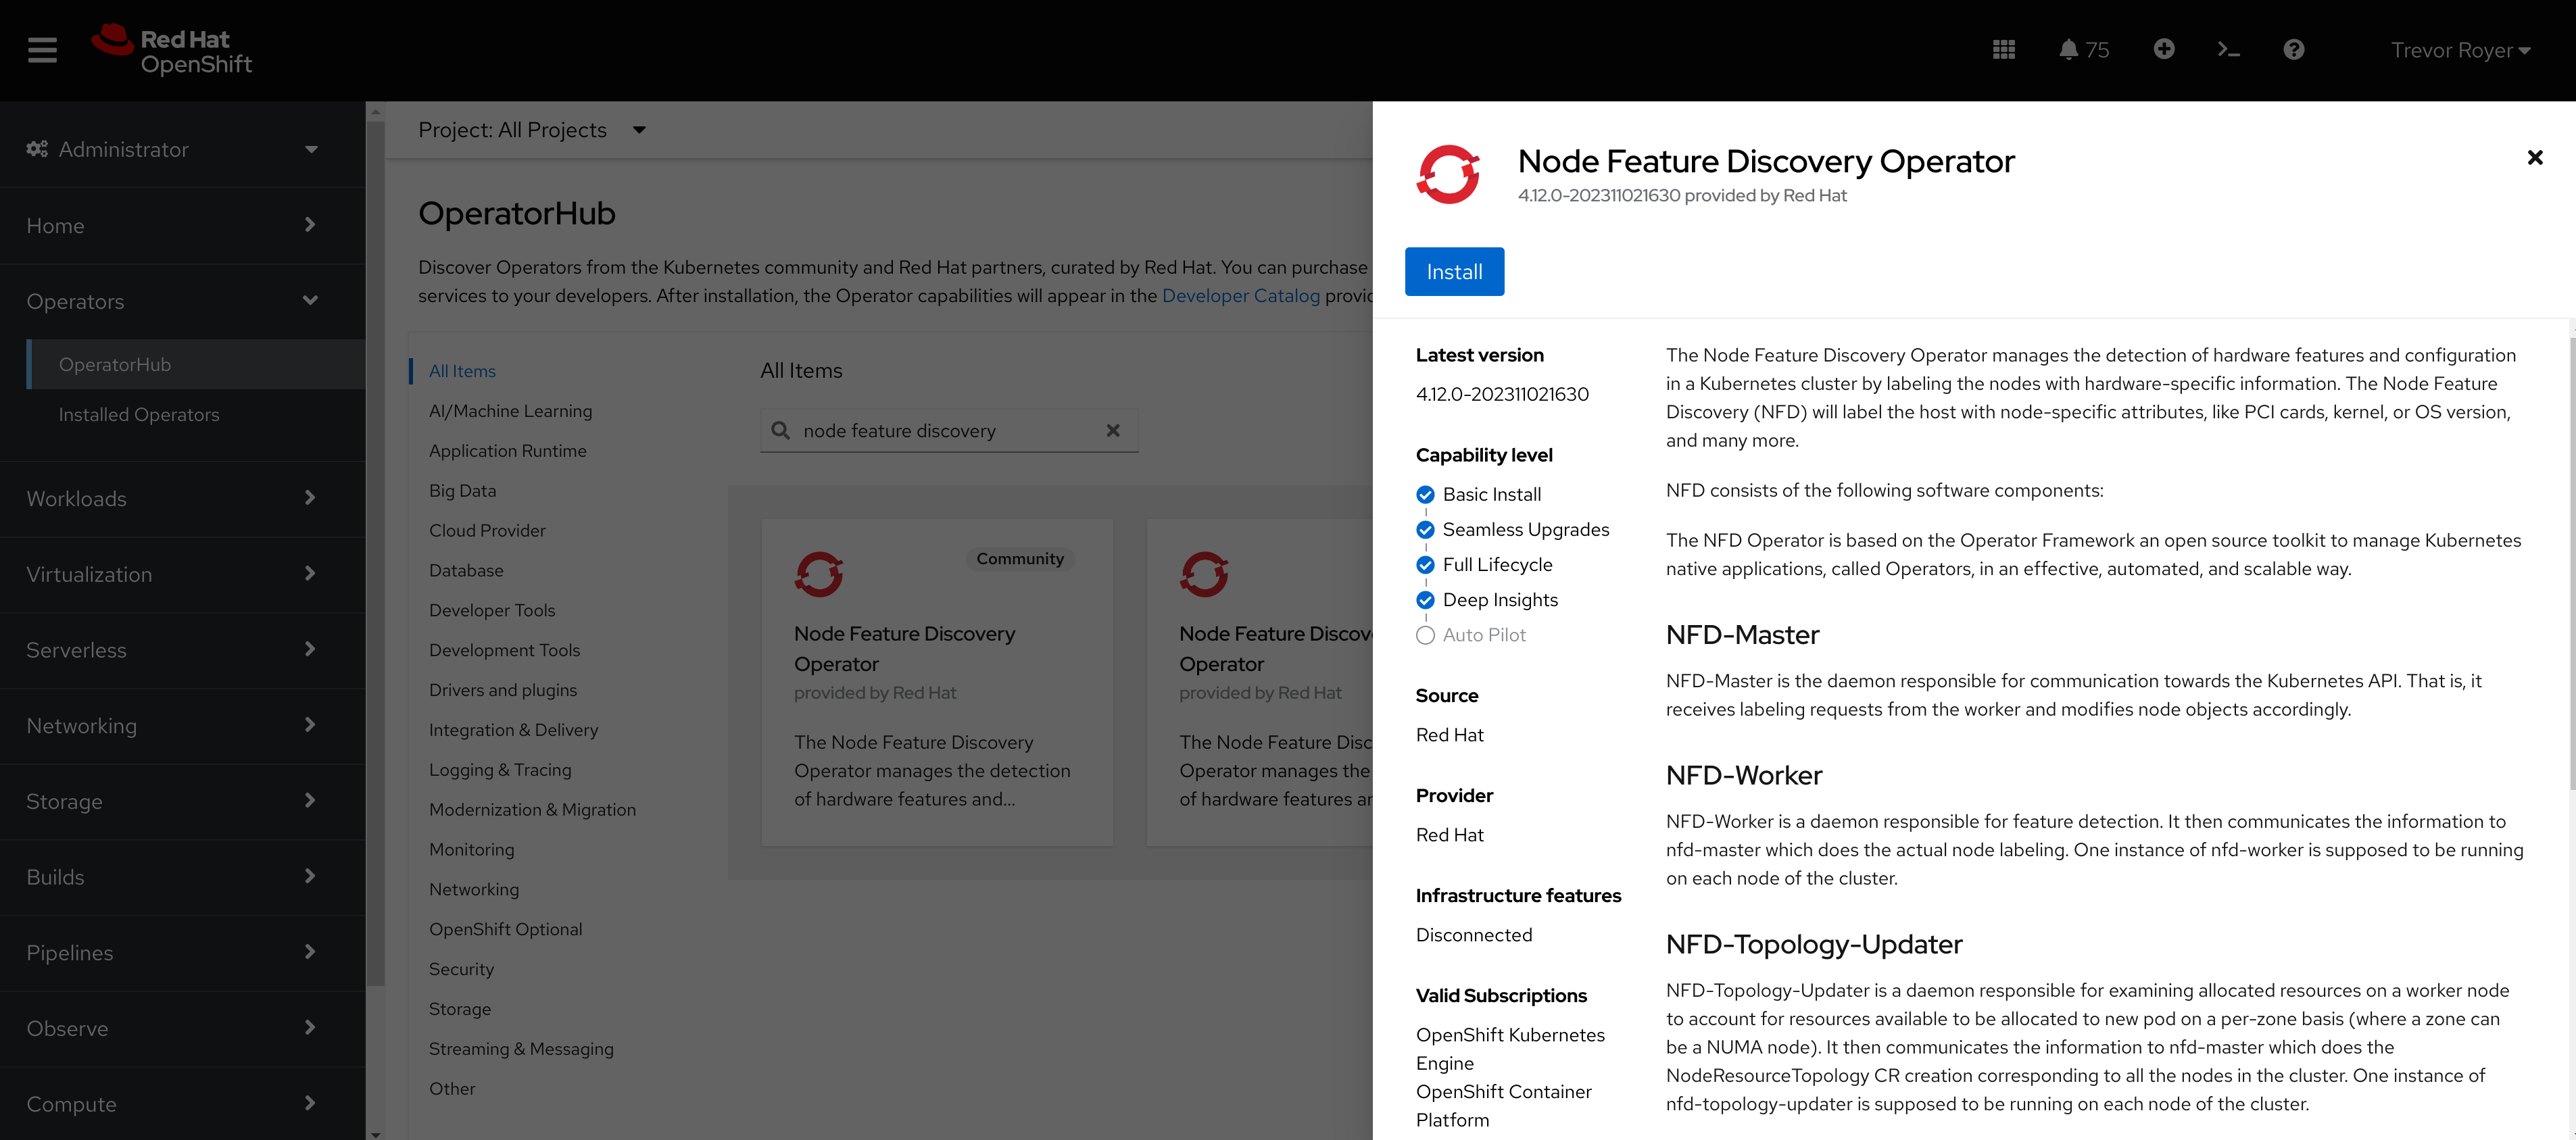 Red Hat
OpenShift
75
Trevor Royer
Administrator
Home
Operators
OperatorHub
Installed Operators
Workloads
Virtualization
Serverless
Networking
Storage
Builds
Pipelines
Observe
Compute
Project: All Projects
OperatorHub
Discover Operators from the Kubernetes community and Red Hat partners, curated by Red Hat. You can purchase
services to your developers. After installation, the Operator capabilities will appear in the Developer Catalog
All Items
AI/Machine Learning
Application Runtime
Big Data
Cloud Provider
Database
Developer Tools
Development Tools
Drivers and plugins
Integration & Delivery
Logging & Tracing
Modernization & Migration
Monitoring
Networking
OpenShift Optional
Security
Storage
Streaming & Messaging
Other
All Items
node feature discovery
Community
Node Feature Discovery
Operator
provided by Red Hat
The Node Feature Discovery
Operator manages the detection
of hardware features and...
Node Feature
Operator
provided by Red Hat
The Node Feature
Operator manages the
of hardware features
Node Feature Discovery Operator
4.12.0-202311021630 provided by Red Hat
Install
Latest version
4.12.0-202311021630
Capability level
Basic Install
Seamless Upgrades
Full Lifecycle
Deep Insights
Auto Pilot
Source
Red Hat
Provider
Red Hat
Infrastructure features
Disconnected
Valid Subscriptions
OpenShift Kubernetes
Engine
OpenShift Container
Platform
The Node Feature Discovery Operator manages the detection of hardware features and configuration
in a Kubernetes cluster by labeling the nodes with hardware-specific information. The Node Feature
Discovery (NFD) will label the host with node-specific attributes, like PCI cards, kernel, or OS version,
and many more.
NFD consists of the following software components:
The NFD Operator is based on the Operator Framework an open source toolkit to manage Kubernetes
native applications, called Operators, in an effective, automated, and scalable way.
NFD-Master
NFD-Master is the daemon responsible for communication towards the Kubernetes API. That is, it
receives labeling requests from the worker and modifies node objects accordingly.
NFD-Worker
NFD-Worker is a daemon responsible for feature detection. It then communicates the information to
nfd-master which does the actual node labeling. One instance of nfd-worker is supposed to be running
on each node of the cluster.
NFD-Topology-Updater
NFD-Topology-Updater is a daemon responsible for examining allocated resources on a worker node
to account for resources available to be allocated to new pod on a per-zone basis (where a zone can
be a NUMA node). It then communicates the information to nfd-master which does the
NodeResourceTopology CR creation corresponding to all the nodes in the cluster. One instance of
nfd-topology-updater is supposed to be running on each node of the cluster.